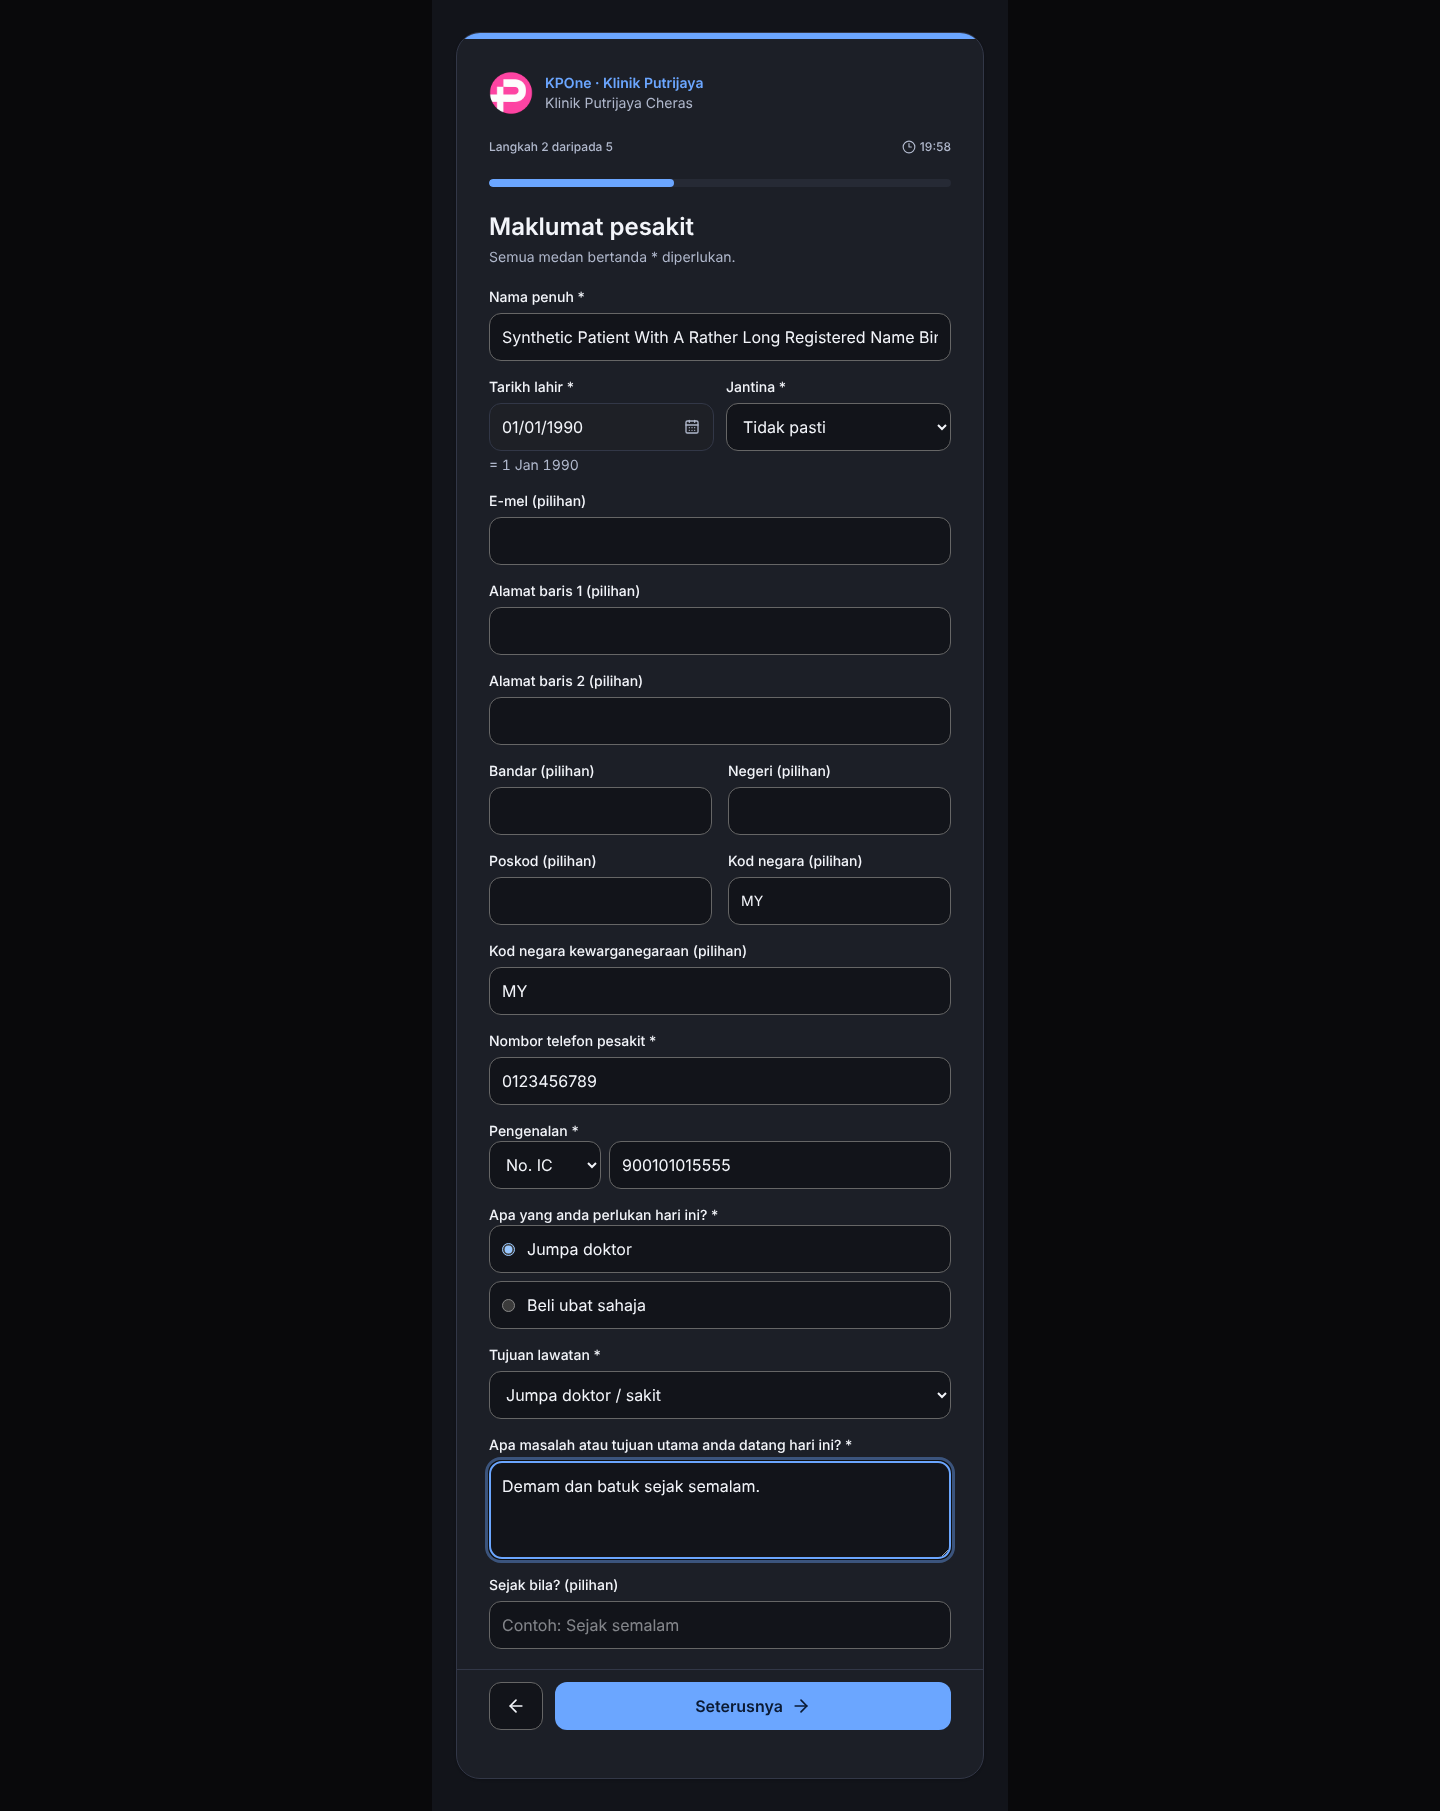 KPOne · Klinik Putrijaya
Klinik Putrijaya Cheras
Langkah 2 daripada 5
19:58
Maklumat pesakit
Semua medan bertanda * diperlukan.
Nama penuh *
Synthetic Patient With A Rather Long Registered Name Bin
Tarikh lahir *
Jantina *
01/01/1990
Tidak pasti
= 1 Jan 1990
E-mel (pilihan)
Alamat baris 1 (pilihan)
Alamat baris 2 (pilihan)
Bandar (pilihan)
Negeri (pilihan)
Poskod (pilihan)
Kod negara (pilihan)
MY
Kod negara kewarganegaraan (pilihan)
MY
Nombor telefon pesakit *
0123456789
Pengenalan *
No. IC
900101015555
Apa yang anda perlukan hari ini? *
Jumpa doktor
Beli ubat sahaja
Tujuan lawatan *
Jumpa doktor / sakit
Apa masalah atau tujuan utama anda datang hari ini? *
Demam dan batuk sejak semalam.
Sejak bila? (pilihan)
Contoh: Sejak semalam
Seterusnya